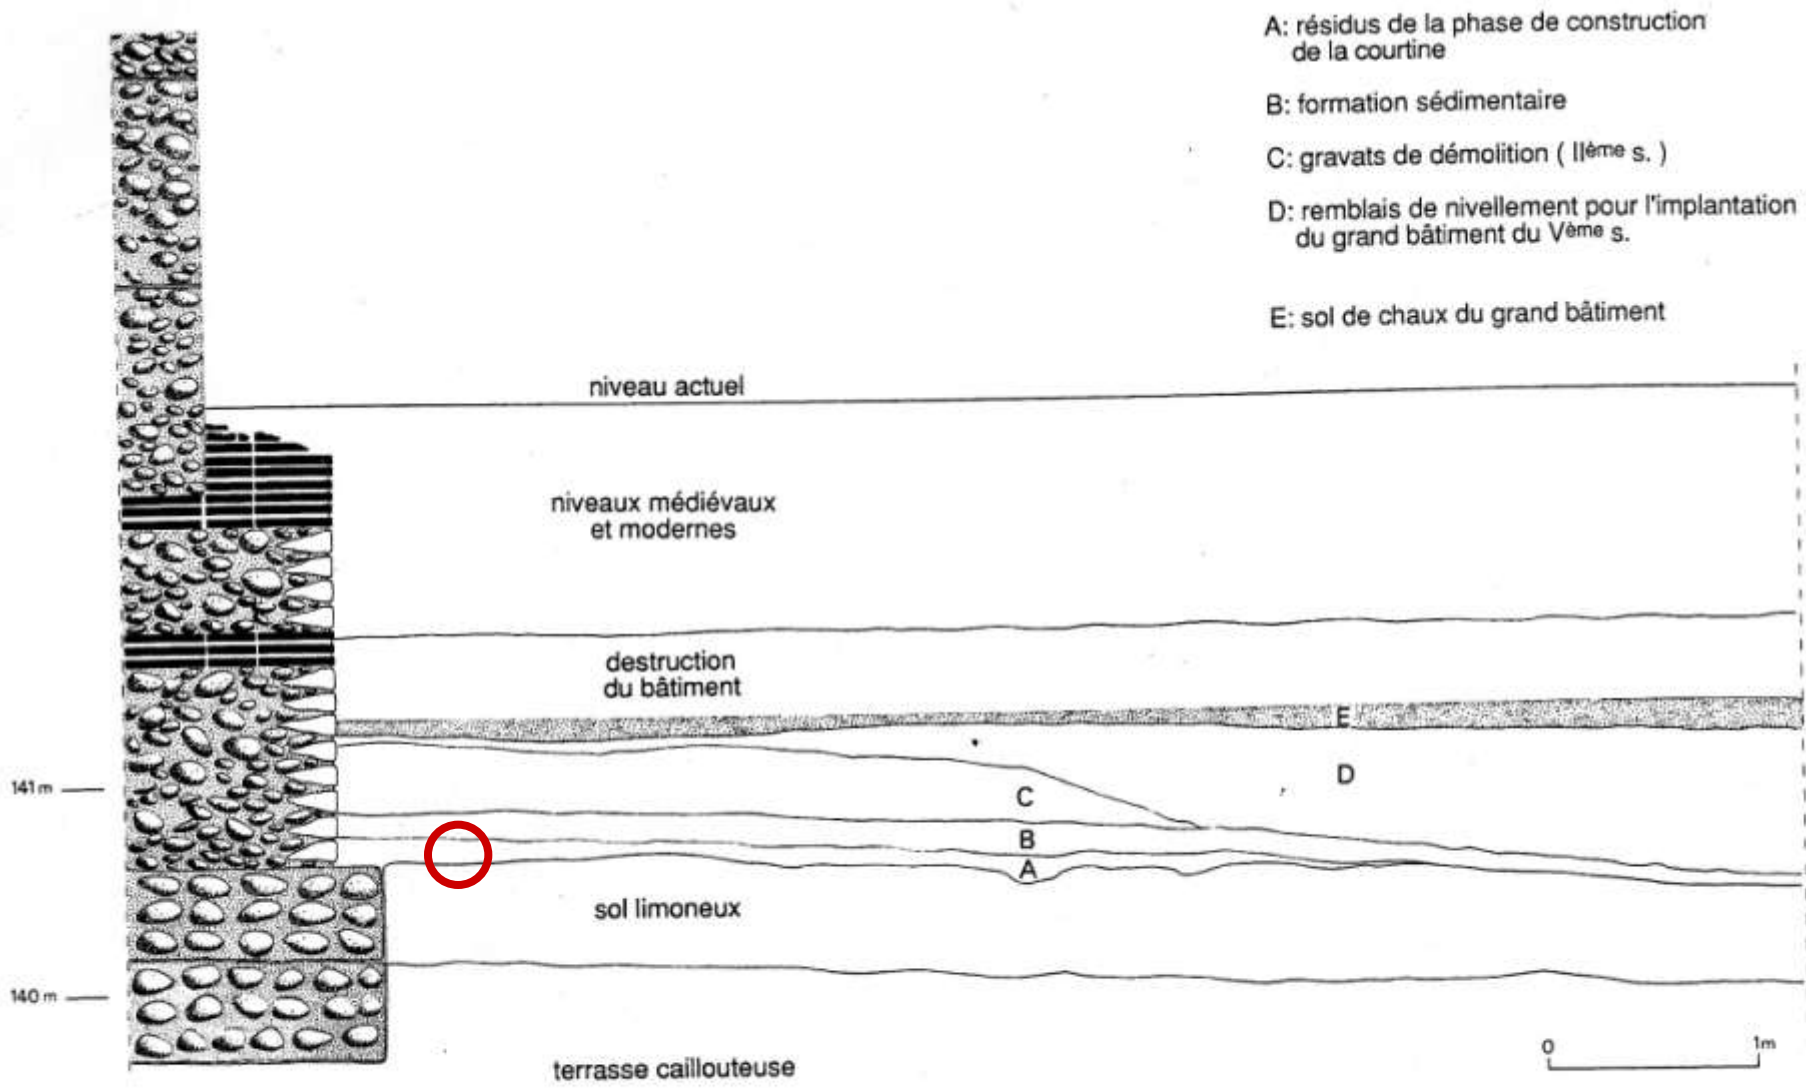 A: résidus de la phase de construction
de la courtine
B: formation sédimentaire
C: gravats de démolition ( IIème s. )
D: remblais de nivellement pour l'implantation
du grand bâtiment du Vème s.
E: sol de chaux du grand bâtiment
niveau actuel
niveaux médiévaux
et modernes
destruction
du bâtiment
E
D
141 m
C
B
A
sol limoneux
140 m
0 1m
terrasse caillouteuse